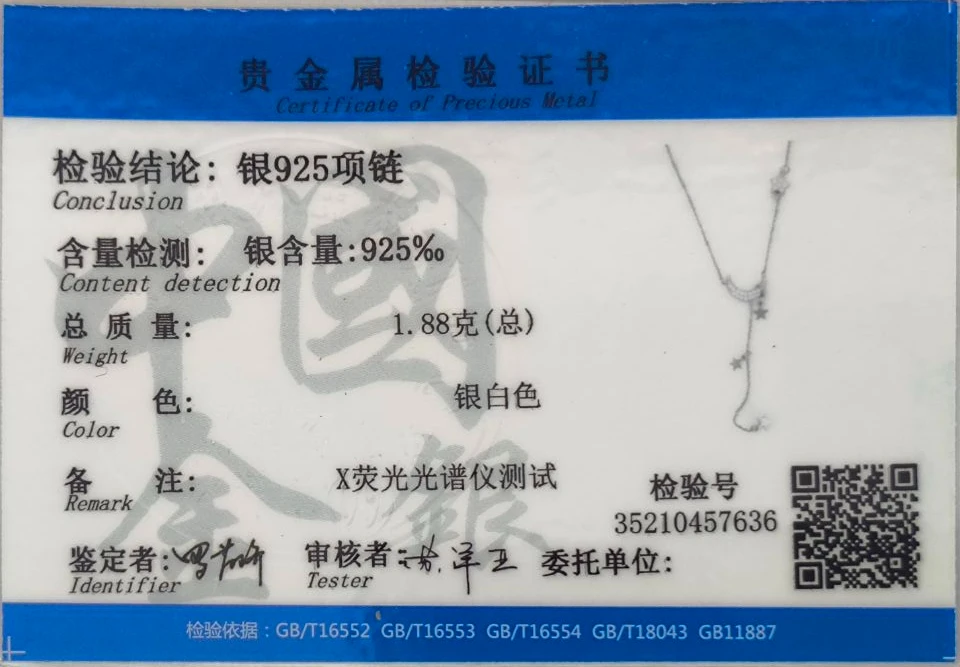 贵金属检验证书
Certificate of Precious Metal
检验结论: 银925项链
Conclusion
含量检测: 银含量:925‰
Content detection
总质量: 1.88克(总)
Weight
颜色: 银白色
Color
备注: X荧光光谱仪测试
Remark
检验号
35210457636
鉴定者:
Identifier
审核者:
Tester
委托单位:
检验依据：GB/T16552 GB/T16553 GB/T16554 GB/T18043 GB11887
中國
金銀